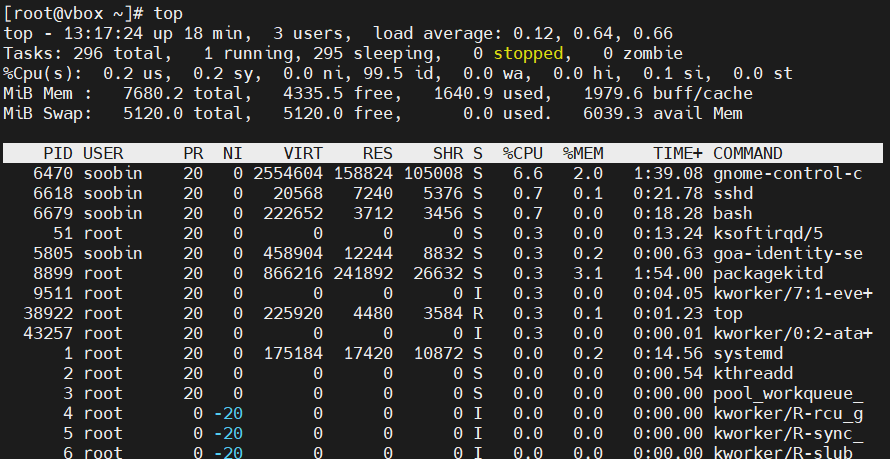 [root@vbox ~]# top
top - 13:17:24 up 18 min,  3 users,  load average: 0.12, 0.64, 0.66
Tasks: 296 total,   1 running, 295 sleeping,   0 stopped,   0 zombie
%Cpu(s):  0.2 us,  0.2 sy,  0.0 ni, 99.5 id,  0.0 wa,  0.0 hi,  0.1 si,  0.0 st
MiB Mem :   7680.2 total,   4335.5 free,   1640.9 used,   1979.6 buff/cache
MiB Swap:   5120.0 total,   5120.0 free,      0.0 used.   6039.3 avail Mem
    PID USER      PR  NI    VIRT    RES    SHR S  %CPU  %MEM     TIME+ COMMAND
   6470 soobin    20   0 2554604 158824 105008 S   6.6   2.0   1:39.08 gnome-control-c
   6618 soobin    20   0   20568   7240   5376 S   0.7   0.1   0:21.78 sshd
   6679 soobin    20   0  222652   3712   3456 S   0.7   0.0   0:18.28 bash
     51 root      20   0       0      0      0 S   0.3   0.0   0:13.24 ksoftirqd/5
   5805 soobin    20   0  458904  12244   8832 S   0.3   0.2   0:00.63 goa-identity-se
   8899 root      20   0  866216 241892  26632 S   0.3   3.1   1:54.00 packagekitd
   9511 root      20   0       0      0      0 I   0.3   0.0   0:04.05 kworker/7:1-eve+
  38922 root      20   0  225920   4480   3584 R   0.3   0.1   0:01.23 top
  43257 root      20   0       0      0      0 I   0.3   0.0   0:00.01 kworker/0:2-ata+
      1 root      20   0  175184  17420  10872 S   0.0   0.2   0:14.56 systemd
      2 root      20   0       0      0      0 S   0.0   0.0   0:00.54 kthreadd
      3 root      20   0       0      0      0 S   0.0   0.0   0:00.00 pool_workqueue_
      4 root       0 -20       0      0      0 I   0.0   0.0   0:00.00 kworker/R-rcu_g
      5 root       0 -20       0      0      0 I   0.0   0.0   0:00.00 kworker/R-sync_
      6 root       0 -20       0      0      0 I   0.0   0.0   0:00.00 kworker/R-slub_